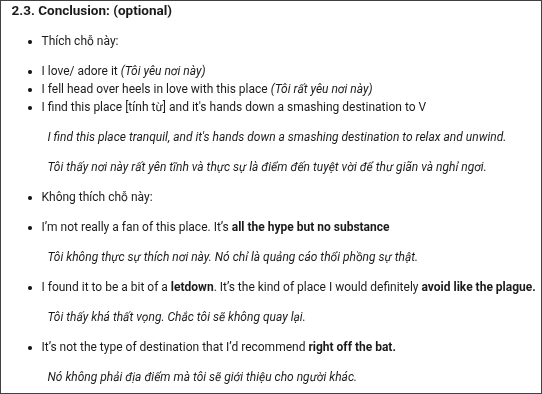 2.3. Conclusion: (optional)
• Thích chỗ này:
• I love/ adore it (Tôi yêu nơi này)
• I fell head over heels in love with this place (Tôi rất yêu nơi này)
• I find this place [tính từ] and it's hands down a smashing destination to V
I find this place tranquil, and it's hands down a smashing destination to relax and unwind.
Tôi thấy nơi này rất yên tĩnh và thực sự là điểm đến tuyệt vời để thư giãn và nghỉ ngơi.
• Không thích chỗ này:
• I'm not really a fan of this place. It's all the hype but no substance
Tôi không thực sự thích nơi này. Nó chỉ là quảng cáo thổi phồng sự thật.
• I found it to be a bit of a letdown. It's the kind of place I would definitely avoid like the plague.
Tôi thấy khá thất vọng. Chắc tôi sẽ không quay lại.
• It's not the type of destination that I'd recommend right off the bat.
Nó không phải địa điểm mà tôi sẽ giới thiệu cho người khác.